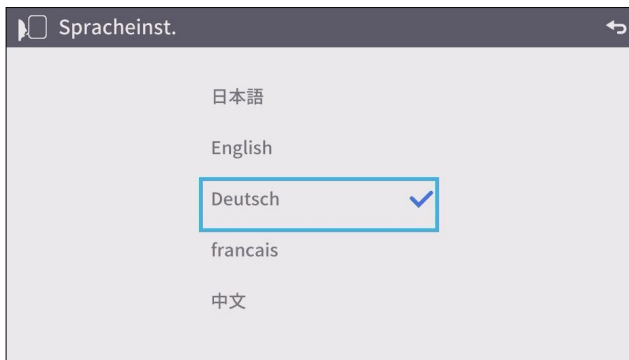 Spracheinst.
日本語
English
Deutsch
francais
中文